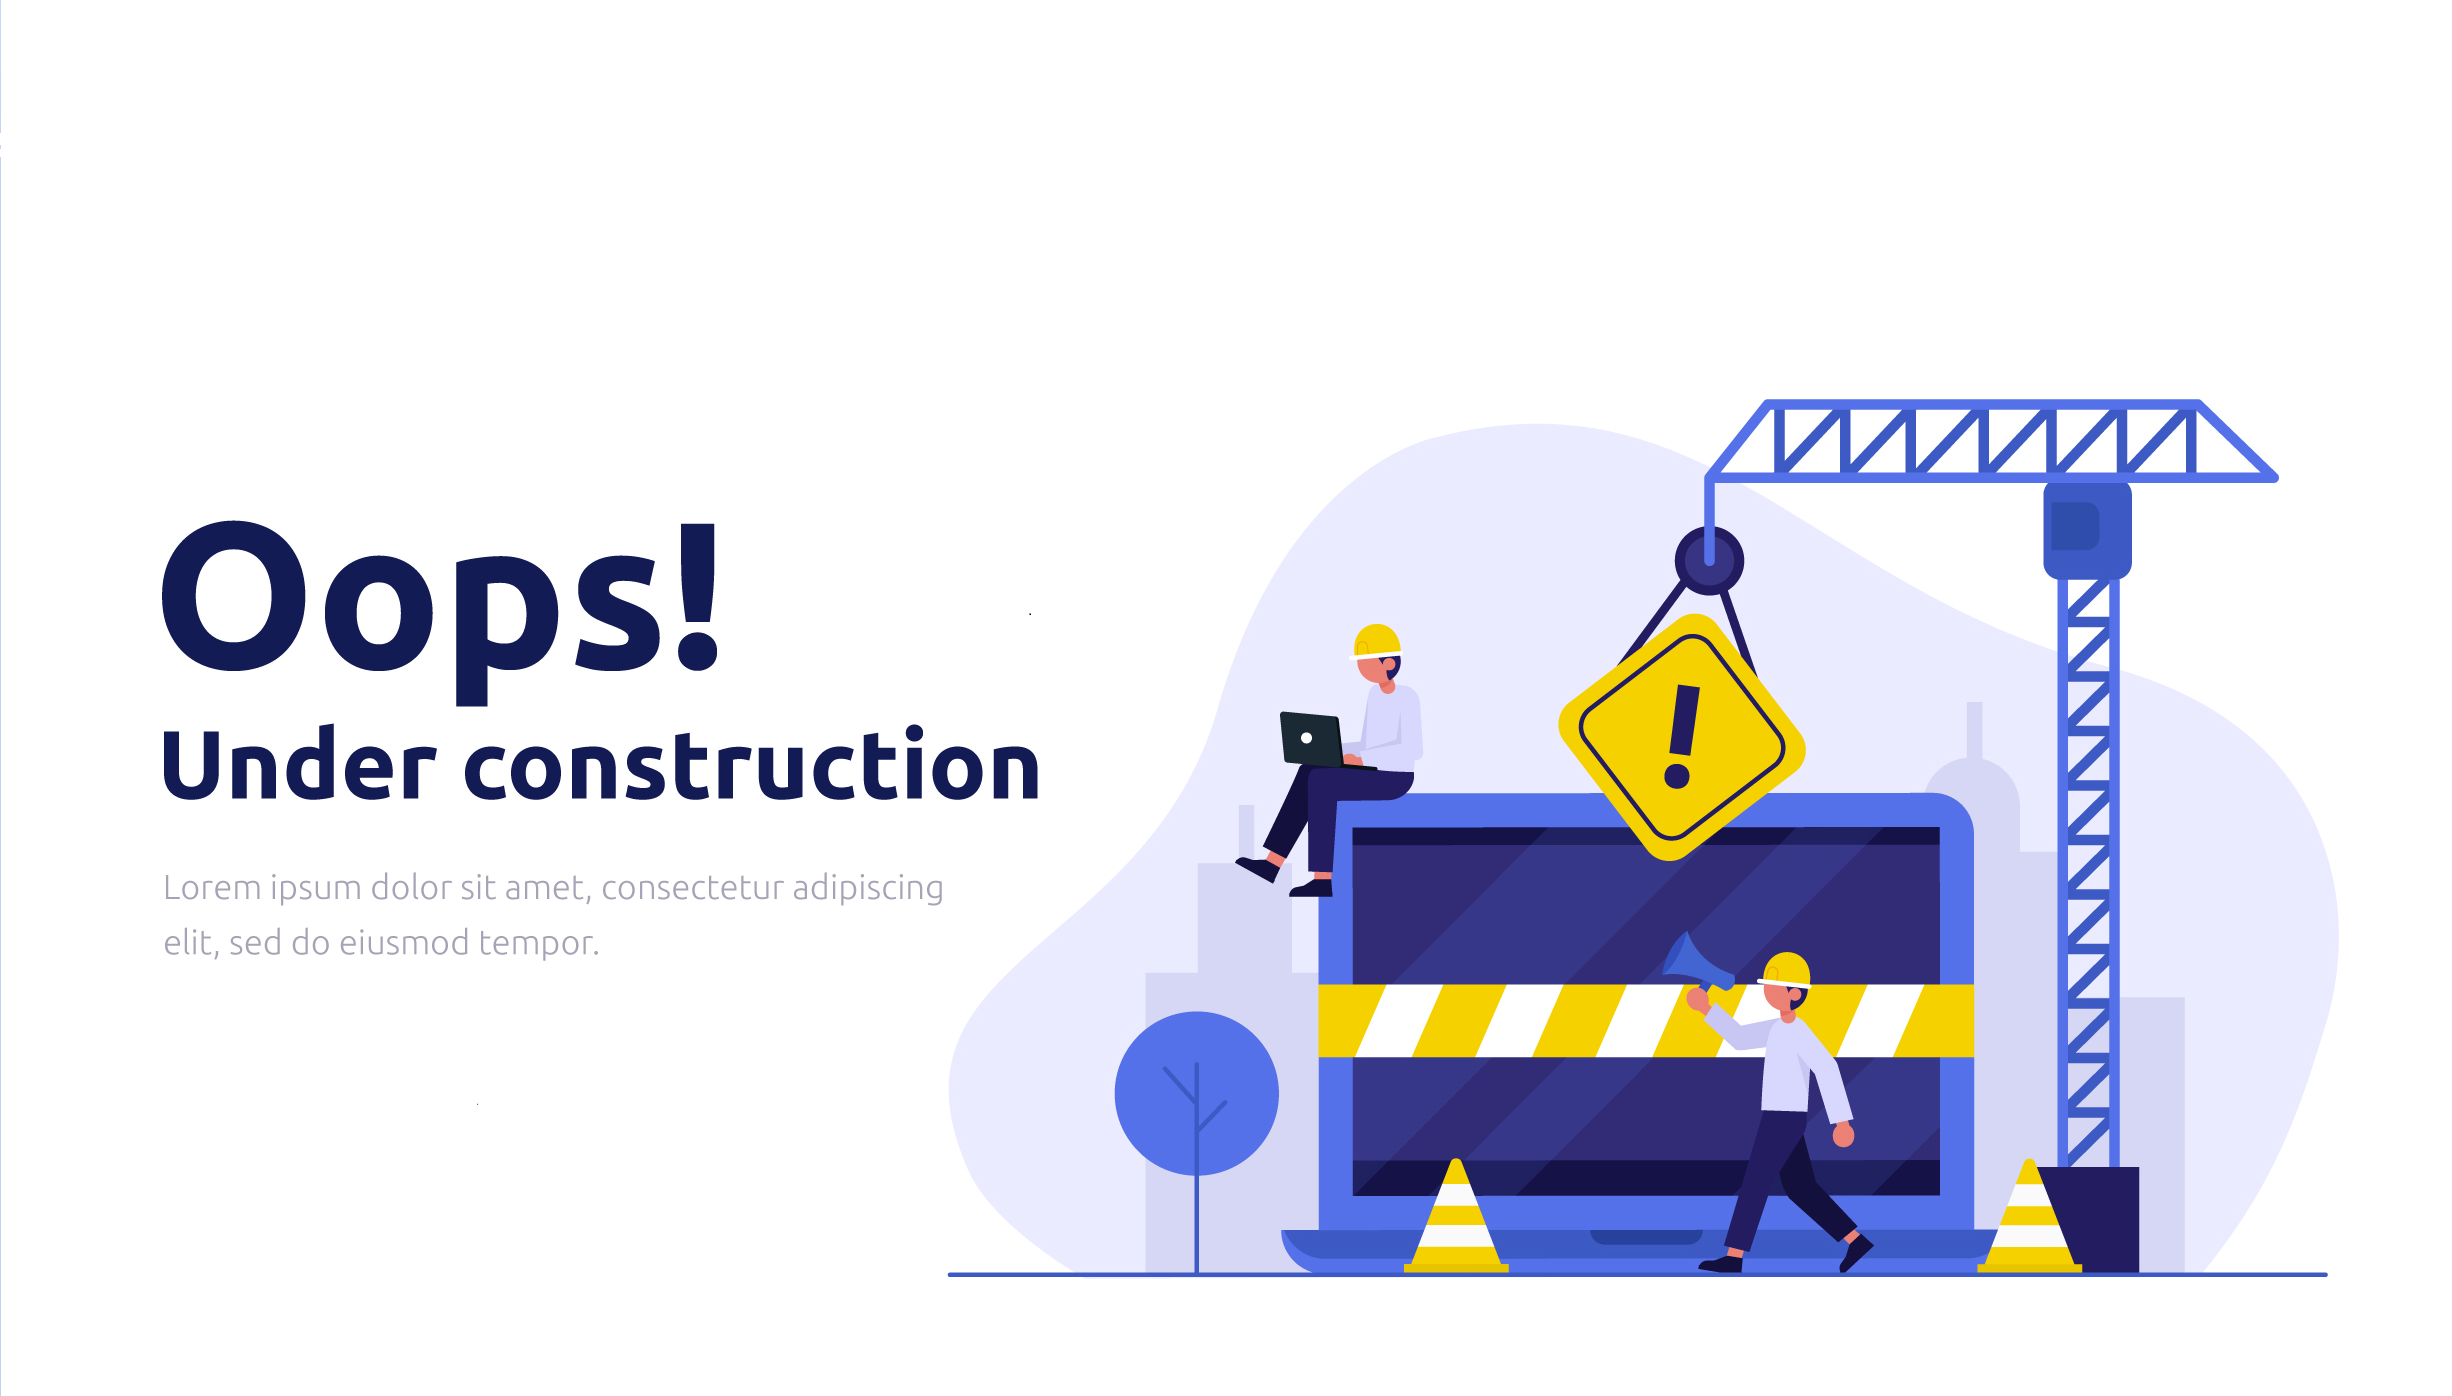 Oops!
Under construction
Lorem ipsum dolor sit amet, consectetur adipiscing
elit, sed do eiusmod tempor.
!